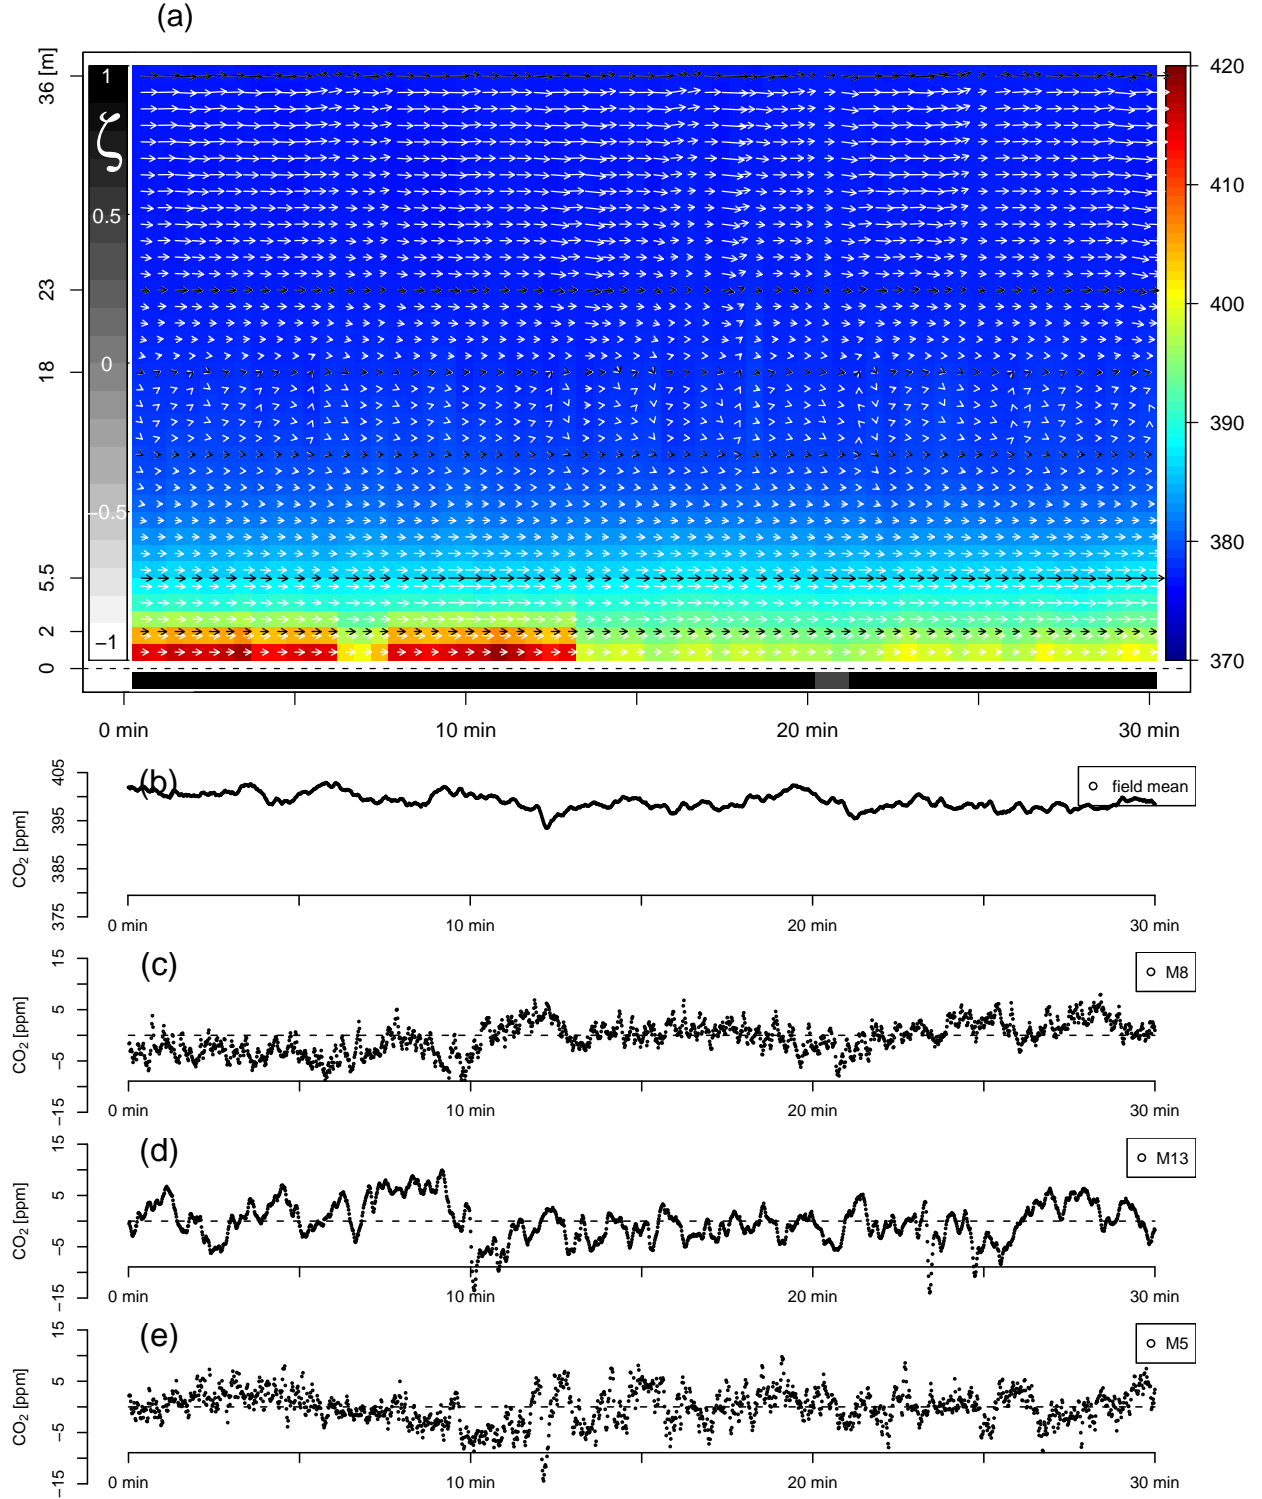 (a)
36 [m]
23
18
5.5
2
0
1
ζ
0.5
0
−0.5
−1
420
410
400
390
380
370
0 min
10 min
20 min
30 min
(b)
field mean
CO2 [ppm]
405
395
385
375
0 min
10 min
20 min
30 min
(c)
M8
CO2 [ppm]
15
5
−5
−15
0 min
10 min
20 min
30 min
(d)
M13
CO2 [ppm]
15
5
−5
−15
0 min
10 min
20 min
30 min
(e)
M5
CO2 [ppm]
15
5
−5
−15
0 min
10 min
20 min
30 min